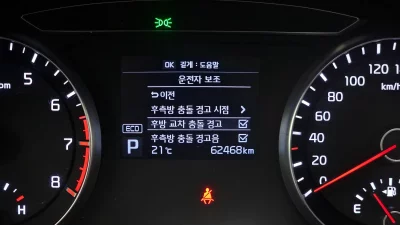 OK 길게 : 도움말
운전자 보조
이전
후측방 충돌 경고 시점
후방 교차 충돌 경고
후측방 충돌 경고음
ECO
P
21℃
62468km
5
6
7
8
H
0
20
40
60
80
100
120
km/h
F